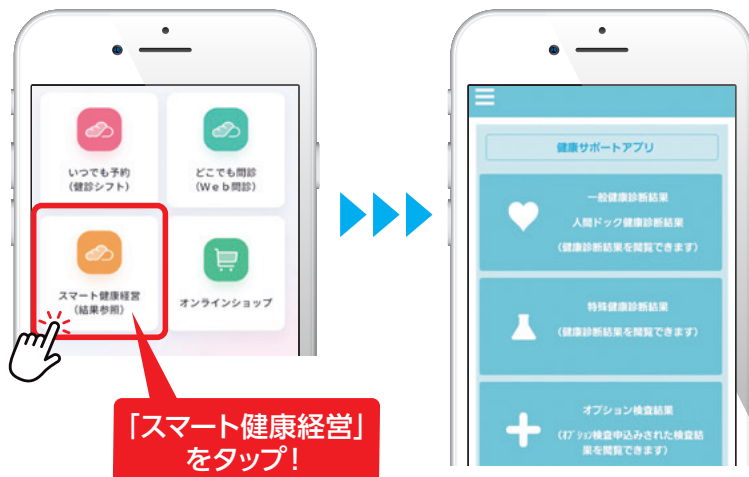 いつでも予約
(健診シフト)
どこでも問診
(Web問診)
スマート健康経営
(結果参照)
オンラインショップ
「スマート健康経営」
をタップ!
健康サポートアプリ
一般健康診断結果
人間ドック健康診断結果
(健康診断結果を閲覧できます)
特殊健康診断結果
(健康診断結果を閲覧できます)
オプション検査結果
(ｵﾌﾟｼｮﾝ検査申込みされた検査結
果を閲覧できます)